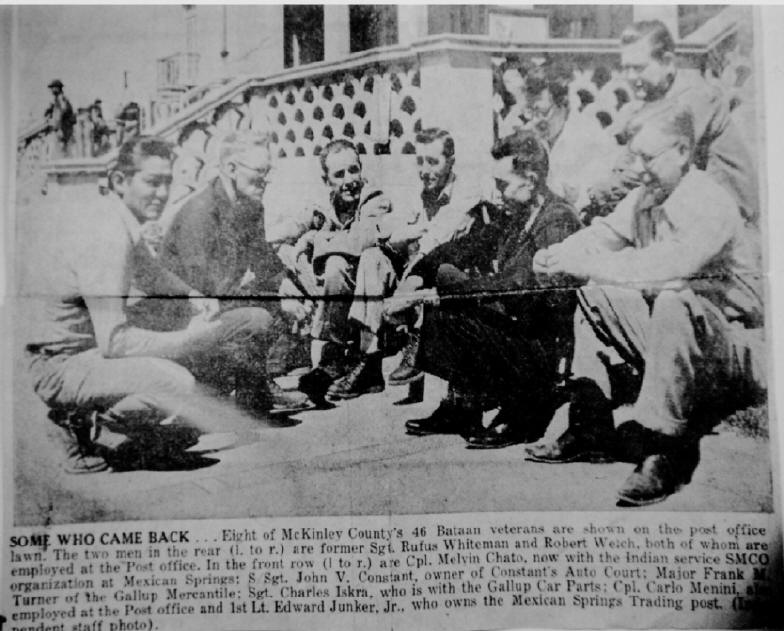 SOME WHO CAME BACK . . . Eight of McKinley County's 46 Bataan veterans are shown on the post office
lawn. The two men in the rear (l. to r.) are former Sgt. Rufus Whiteman and Robert Welch, both of whom are
employed at the Post office. In the front row (l to r.) are Cpl. Melvin Chato, now with the Indian service SMCO
organization at Mexican Springs; S/Sgt. John V. Constant, owner of Constant's Auto Court; Major Frank M.
Turner of the Gallup Mercantile; Sgt. Charles Iskra, who is with the Gallup Car Parts; Cpl. Carlo Menini, also
employed at the Post office and 1st Lt. Edward Junker, Jr., who owns the Mexican Springs Trading post.
pendent staff photo).